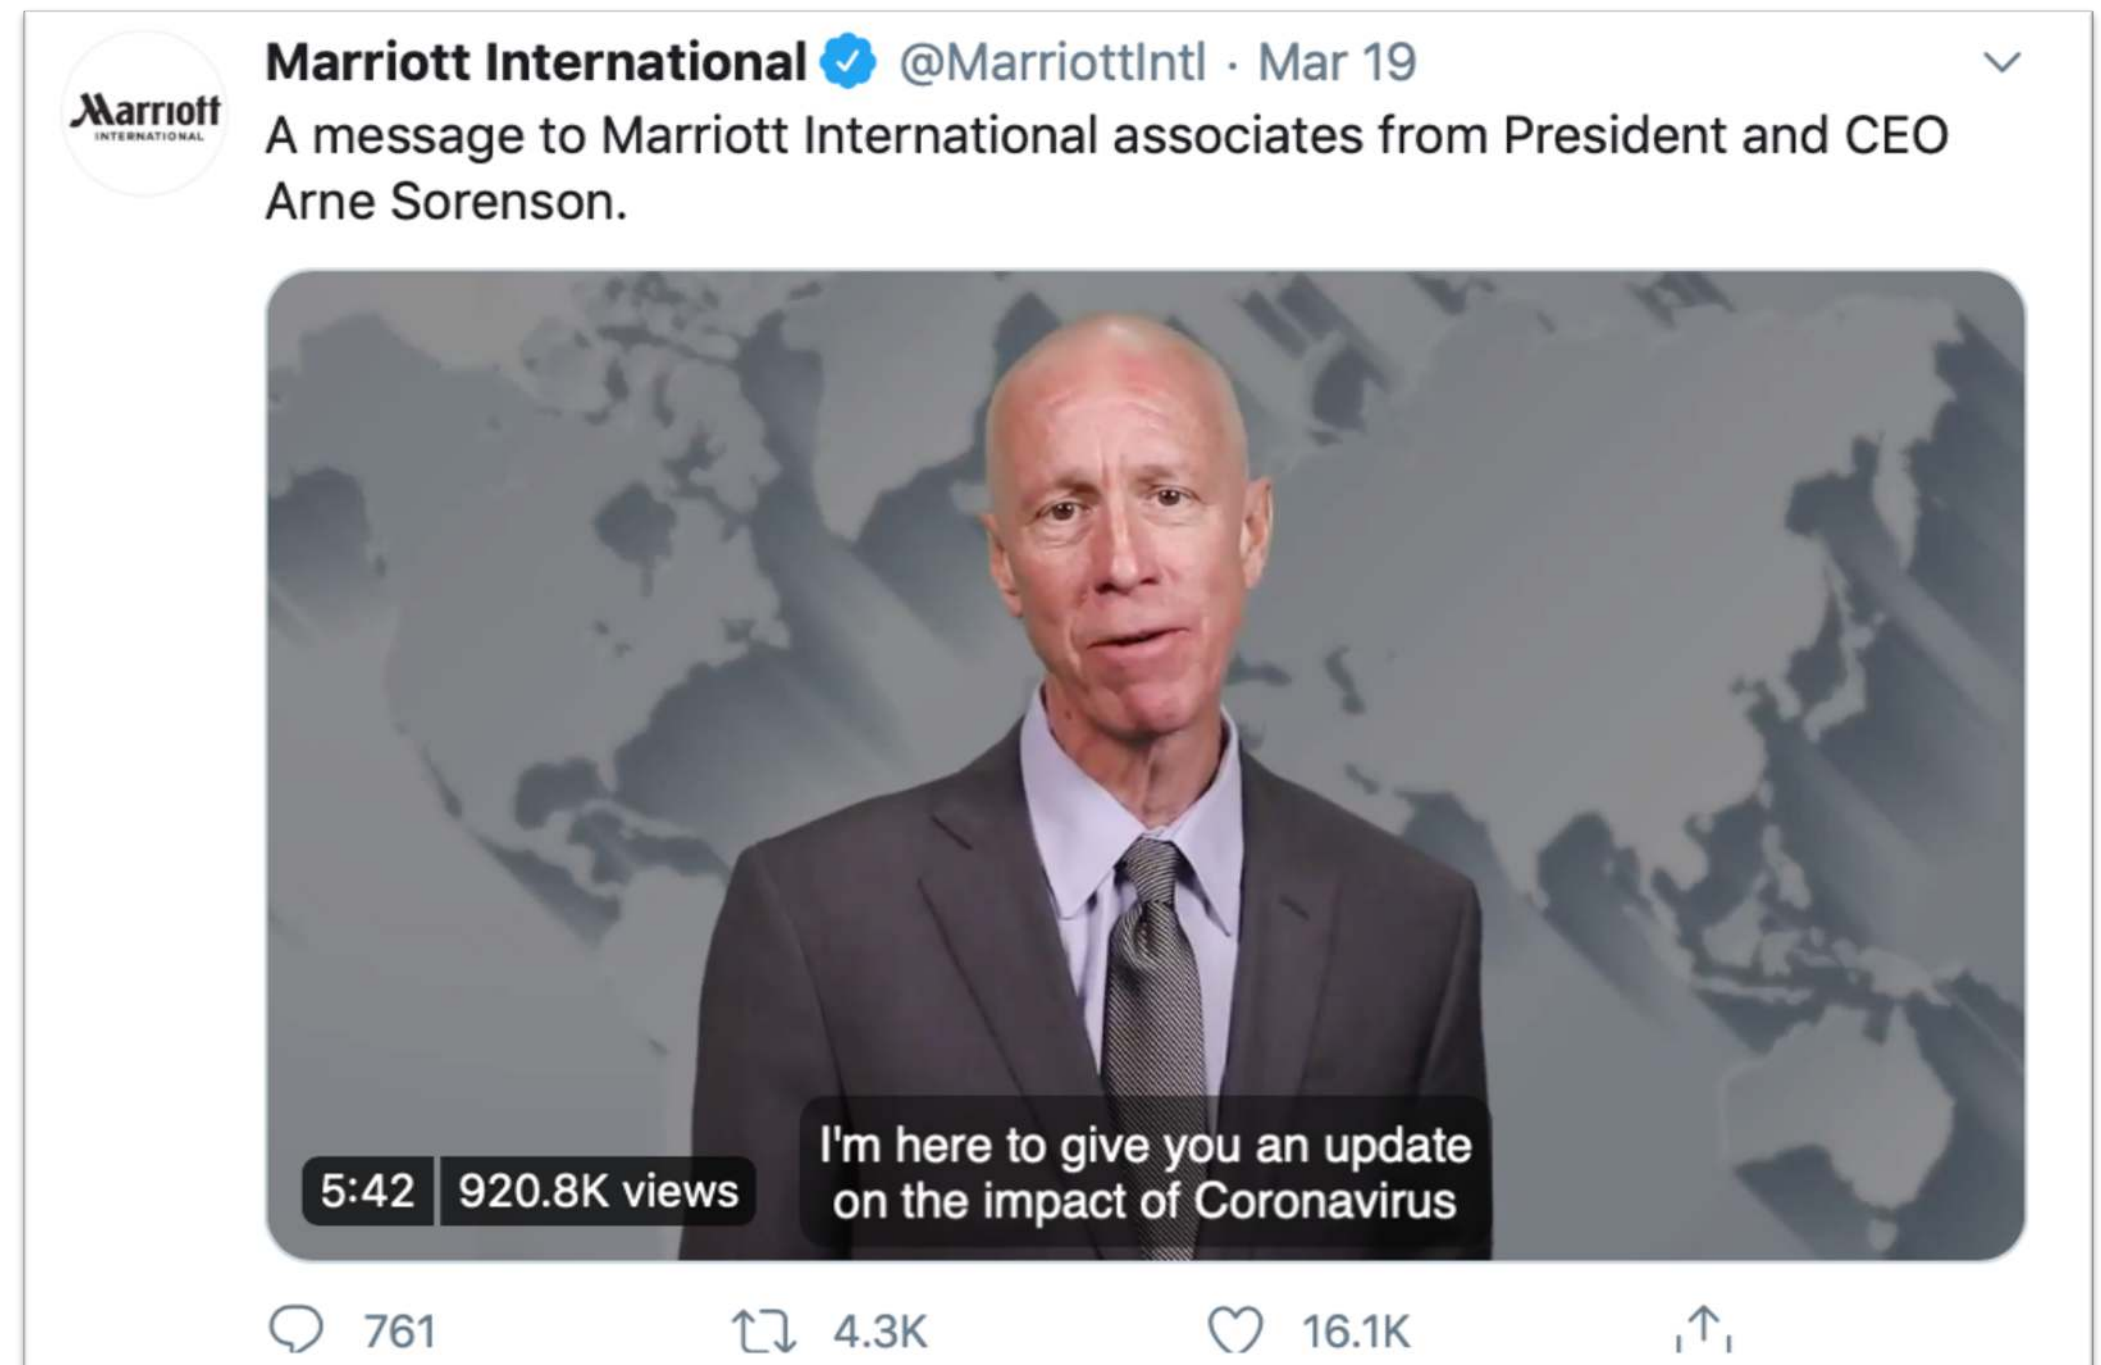 Marriott International @MarriottIntl · Mar 19
Marriott
INTERNATIONAL
A message to Marriott International associates from President and CEO
Arne Sorenson.
I'm here to give you an update
on the impact of Coronavirus
5:42 920.8K views
761 4.3K 16.1K